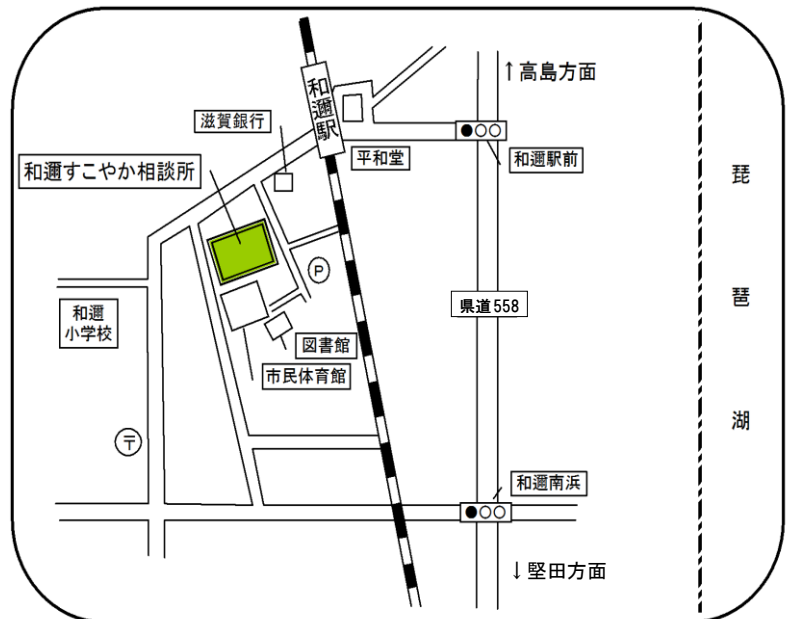 ↑高島方面
和邇駅
滋賀銀行
平和堂
和邇駅前
和邇すこやか相談所
琵琶湖
P
県道558
和邇
小学校
図書館
市民体育館
〒
和邇南浜
↓堅田方面